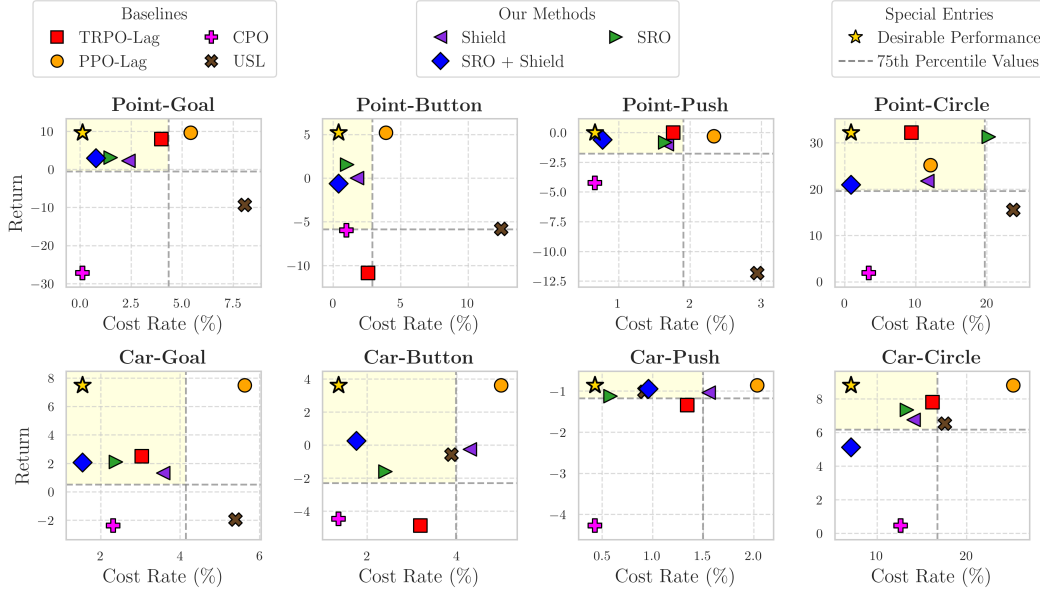 Baselines
TRPO-Lag
CPO
PPO-Lag
USL
Our Methods
Shield
SRO
SRO + Shield
Special Entries
Desirable Performance
75th Percentile Values
Point-Goal
10
0
−10
−20
−30
0.0 2.5 5.0 7.5
Return
Cost Rate (%)
Point-Button
5
0
−5
−10
0 5 10
Cost Rate (%)
Point-Push
0.0
−2.5
−5.0
−7.5
−10.0
−12.5
1 2 3
Cost Rate (%)
Point-Circle
30
20
10
0
0 10 20
Cost Rate (%)
Car-Goal
8
6
4
2
0
−2
2 4 6
Return
Cost Rate (%)
Car-Button
4
2
0
−2
−4
2 4
Cost Rate (%)
Car-Push
−1
−2
−3
−4
0.5 1.0 1.5 2.0
Cost Rate (%)
Car-Circle
8
6
4
2
0
10 20
Cost Rate (%)